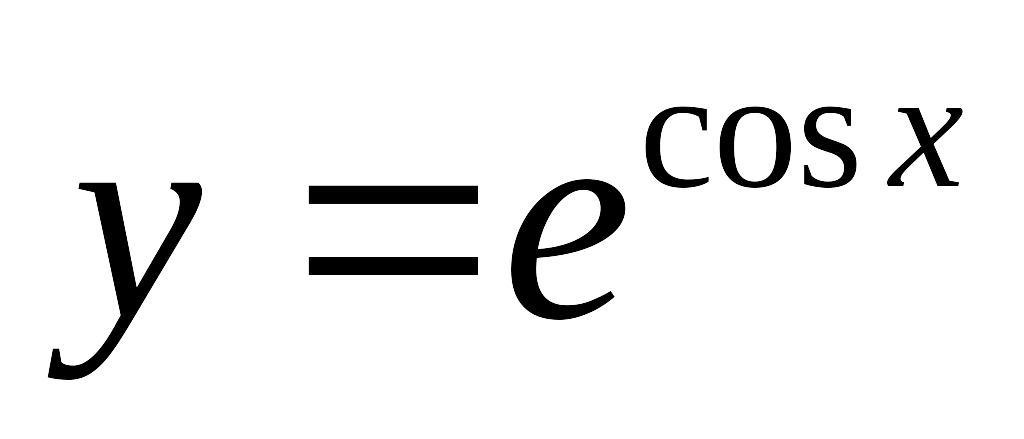 y = e^{cos x}